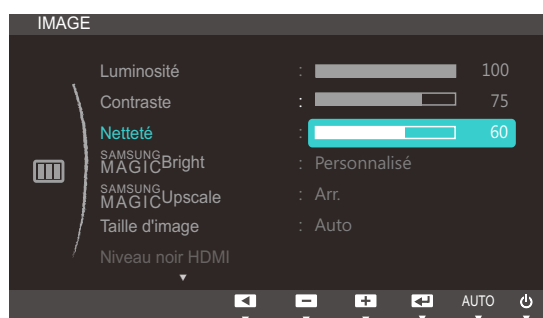 IMAGE
Luminosité : 100
Contraste : 75
Netteté : 60
SAMSUNG MAGIC Bright : Personnalisé
SAMSUNG MAGIC Upscale : Arr.
Taille d'image : Auto
Niveau noir HDMI
AUTO